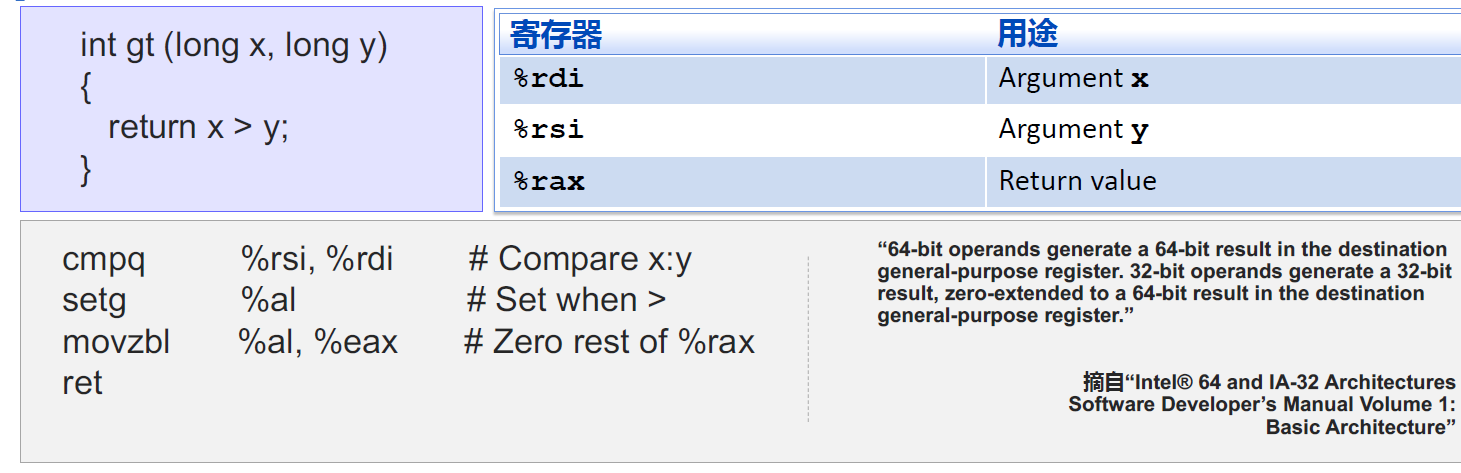 int gt (long x, long y)
{
return x > y;
}
寄存器 用途
%rdi Argument x
%rsi Argument y
%rax Return value
cmpq %rsi, %rdi # Compare x:y
setg %al # Set when >
movzbl %al, %eax # Zero rest of %rax
ret
“64-bit operands generate a 64-bit result in the destination
general-purpose register. 32-bit operands generate a 32-bit
result, zero-extended to a 64-bit result in the destination
general-purpose register.”
摘自“Intel® 64 and IA-32 Architectures
Software Developer’s Manual Volume 1:
Basic Architecture”